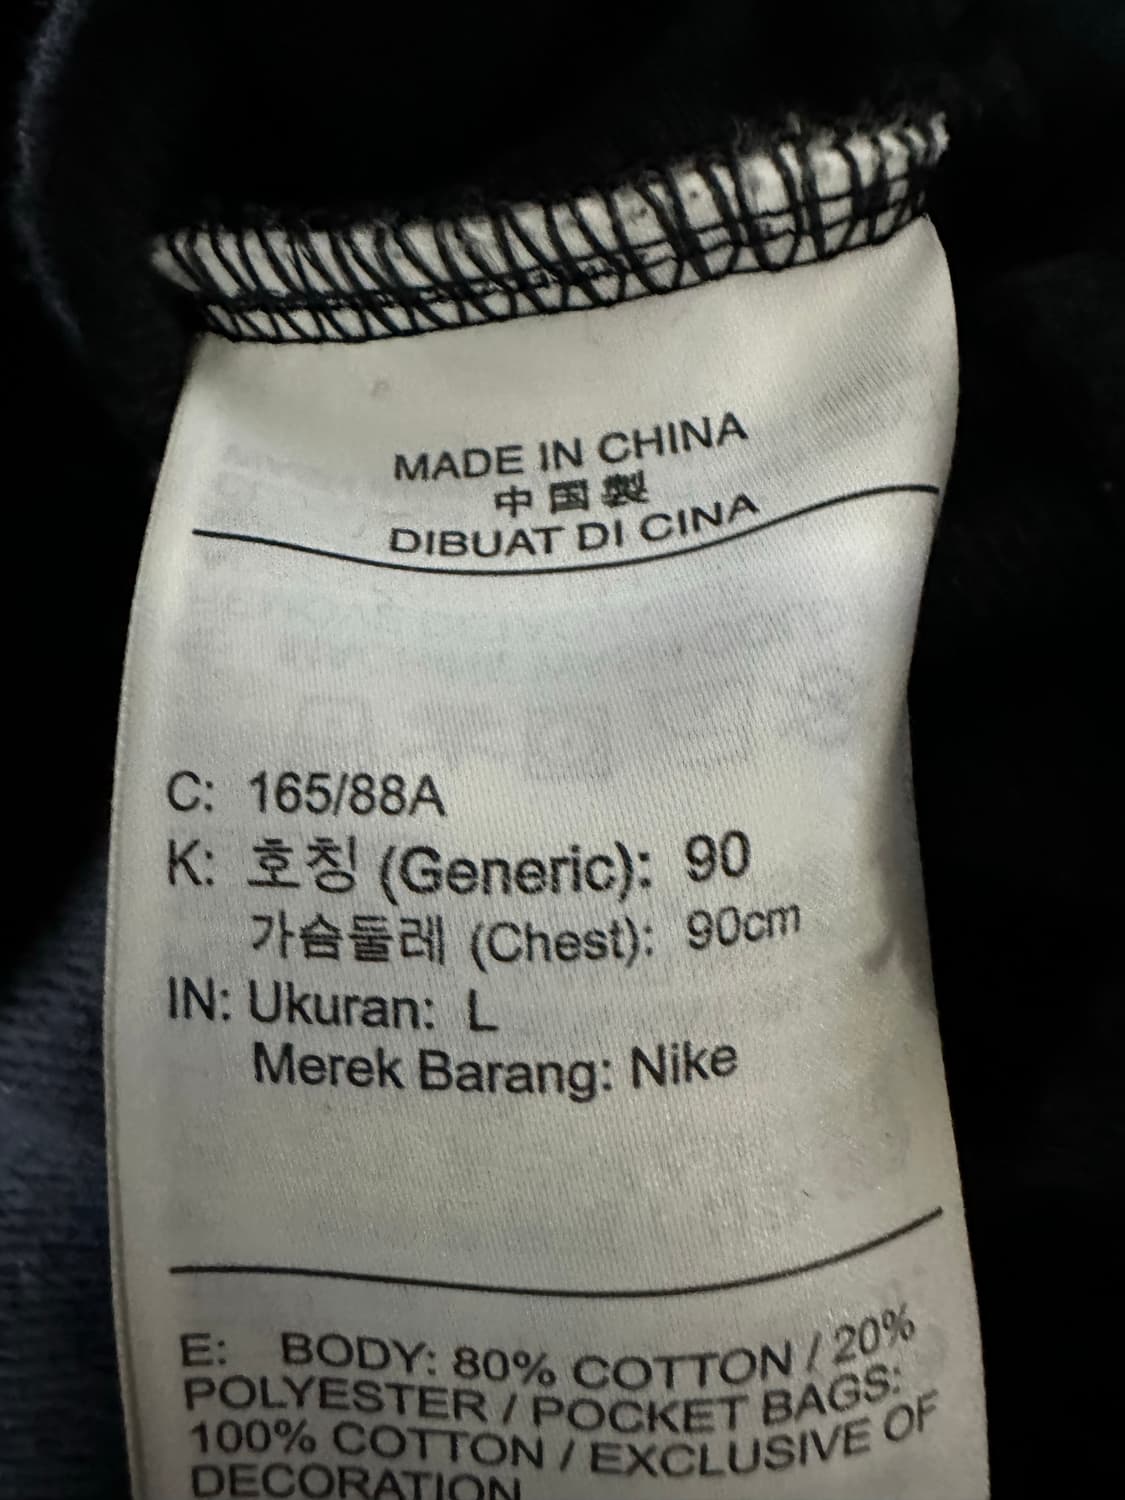 MADE IN CHINA
中国製
DIBUAT DI CINA
C: 165/88A
K: 호칭 (Generic): 90
가슴둘레 (Chest): 90cm
IN: Ukuran: L
Merek Barang: Nike
E: BODY: 80% COTTON / 20%
POLYESTER / POCKET BAGS:
100% COTTON / EXCLUSIVE OF
DECORATION